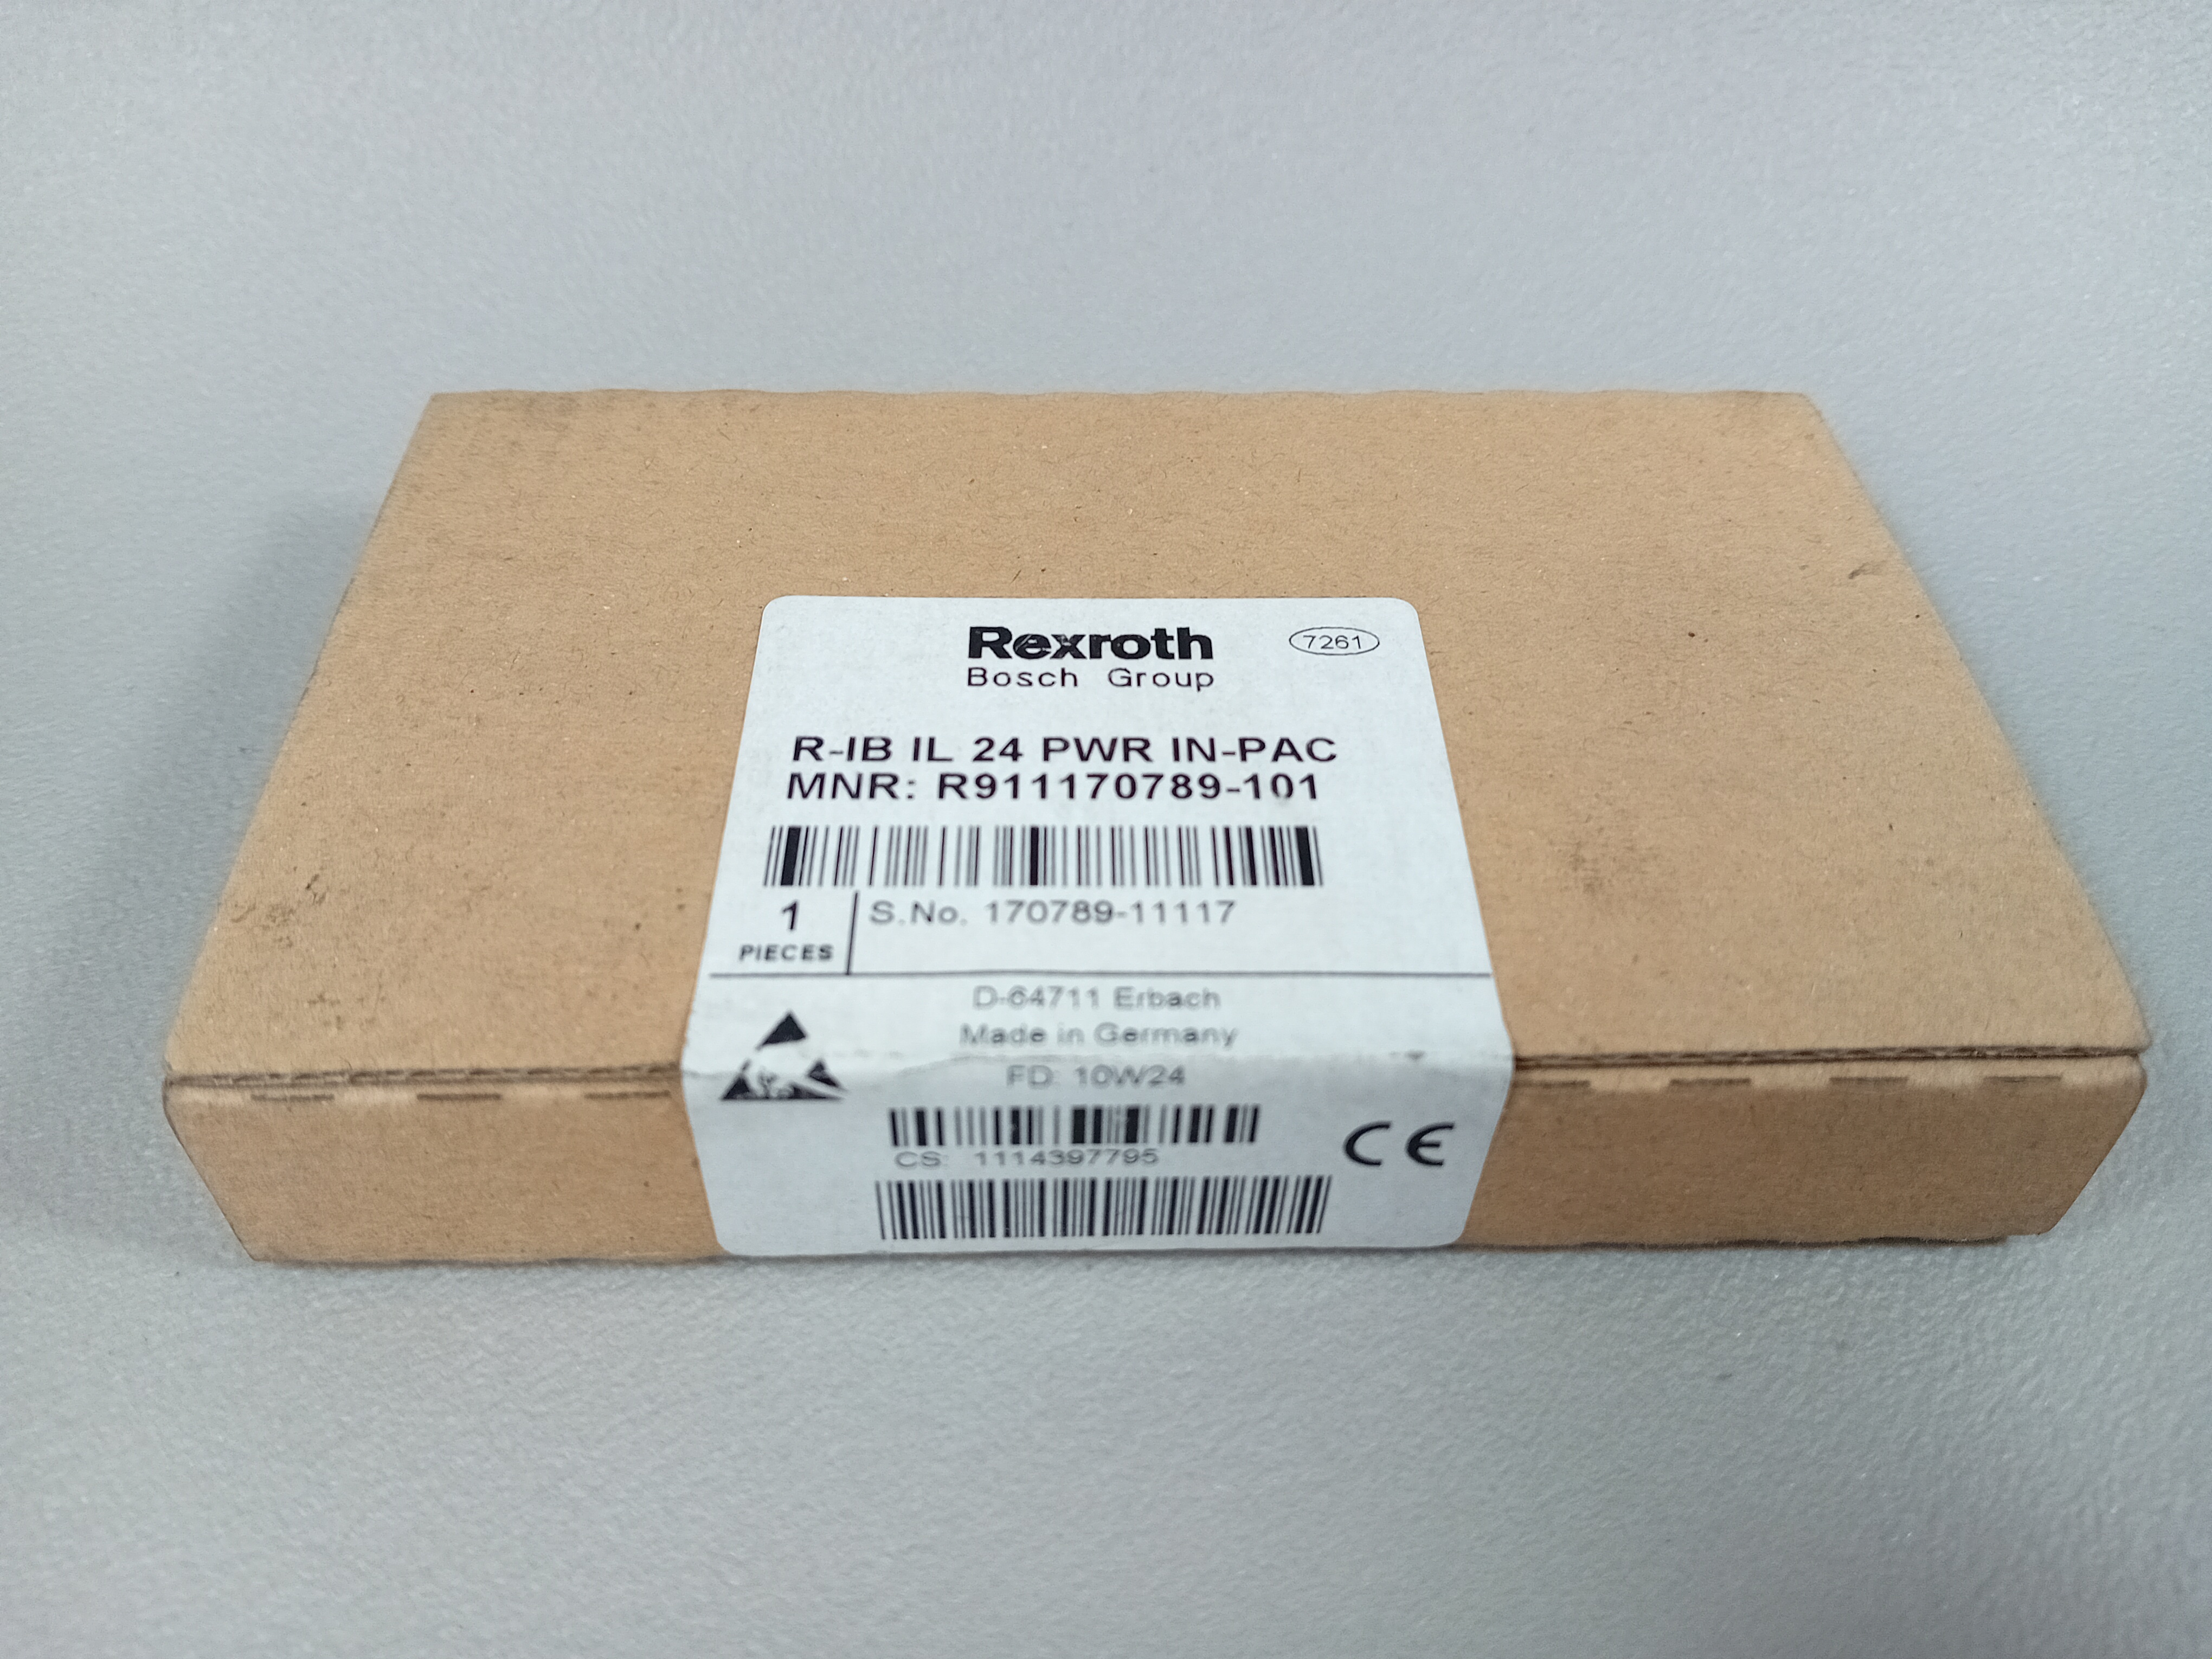 Rexroth
7261
Bosch Group
R-IB IL 24 PWR IN-PAC
MNR: R911170789-101
1
PIECES
S.No. 170789-11117
D-64711 Erbach
Made in Germany
FD: 10W24
CS: 1114397795
CE